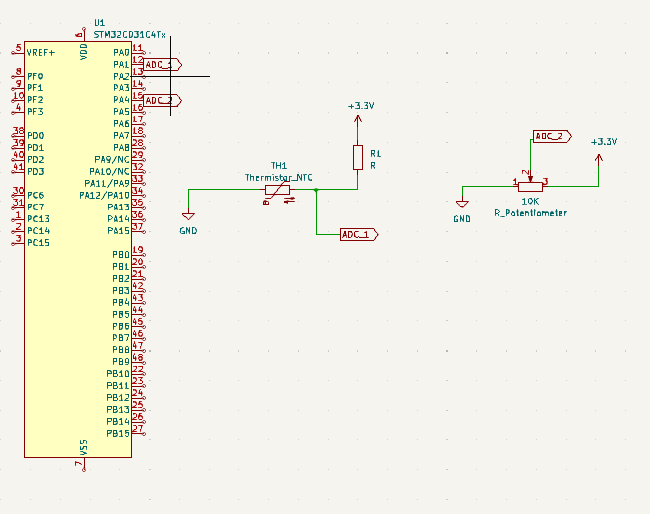 U1
STM32C031C4Tx
6
VDD
5 VREF+
8 PF0
9 PF1
10 PF2
4 PF3
38 PD0
39 PD1
40 PD2
41 PD3
30 PC6
31 PC7
1 PC13
2 PC14
3 PC15
PA0 11
PA1 12 ADC_1
PA2 13
PA3 14
PA4 15 ADC_2
PA5 16
PA6 17
PA7 18
PA8 28
PA9/NC 29
PA10/NC 32
PA11/PA9 33
PA12/PA10 34
PA13 35
PA14 36
PA15 37
PB0 19
PB1 20
PB2 21
PB3 42
PB4 43
PB5 44
PB6 45
PB7 46
PB8 47
PB9 48
PB10 22
PB11 23
PB12 24
PB13 25
PB14 26
PB15 27
VSS
7
+3.3V
R1
R
TH1
Thermistor_NTC
GND
ADC_1
ADC_2
+3.3V
2
1
3
GND
10K
R_Potentiometer